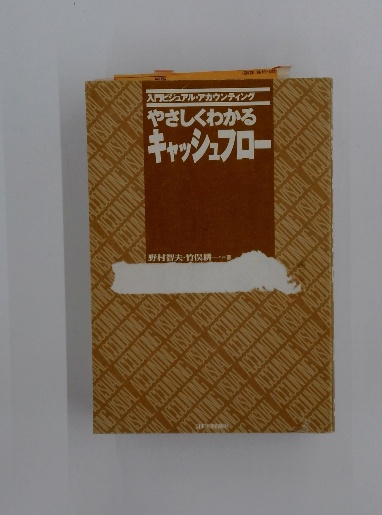 入門ビジュアル・アカウンティング
やさしくわかる
キャッシュフロー
野村智夫・竹俣耕一・著
VISUAL ACCOUNTING